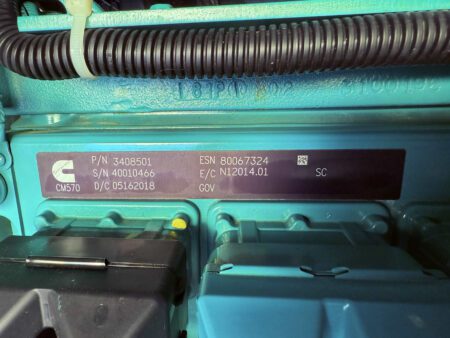 P/N 3408501 ESN 80067324
S/N 40010466 E/C N12014.01 SC
CM570 D/C 05162018 GOV